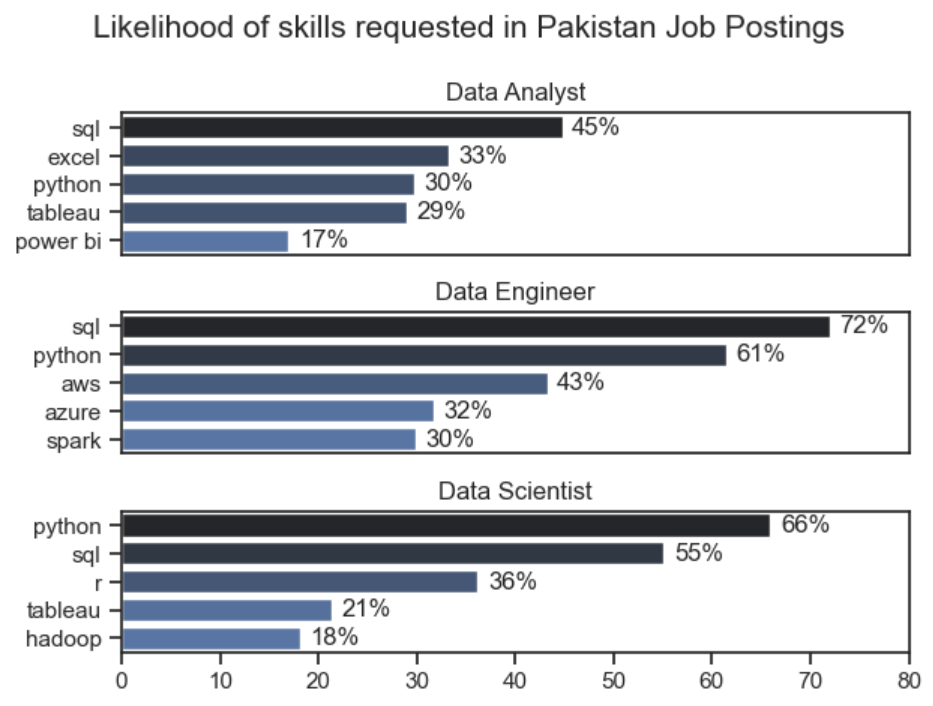 Likelihood of skills requested in Pakistan Job Postings
Data Analyst
sql 45%
excel 33%
python 30%
tableau 29%
power bi 17%
Data Engineer
sql 72%
python 61%
aws 43%
azure 32%
spark 30%
Data Scientist
python 66%
sql 55%
r 36%
tableau 21%
hadoop 18%
0 10 20 30 40 50 60 70 80